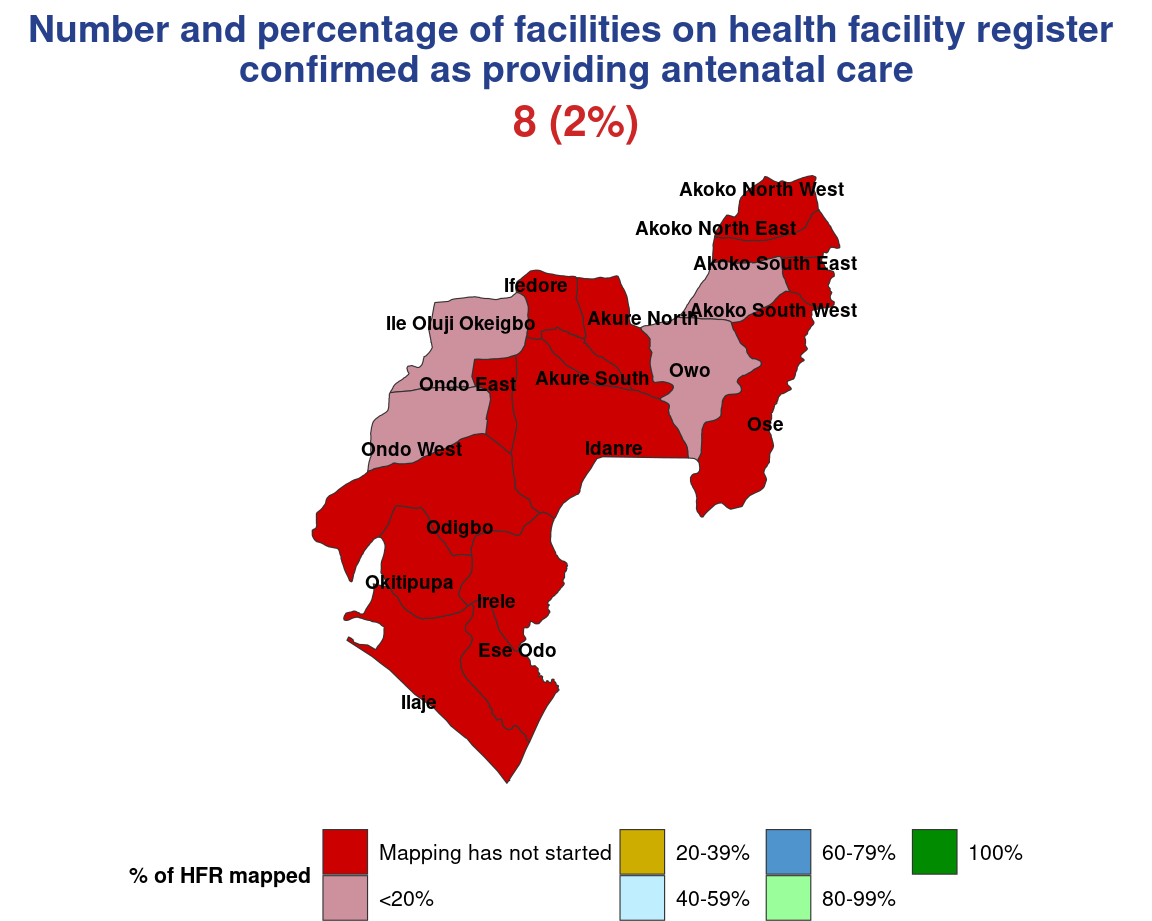 Number and percentage of facilities on health facility register
confirmed as providing antenatal care
8 (2%)
Akoko North West
Akoko North East
Akoko South East
Ifedore
Akoko South West
Akure North
Ile Oluji Okeigbo
Owo
Akure South
Ondo East
Ose
Idanre
Ondo West
Odigbo
Okitipupa
Irele
Ese Odo
Ilaje
% of HFR mapped
Mapping has not started
<20%
20-39%
40-59%
60-79%
80-99%
100%